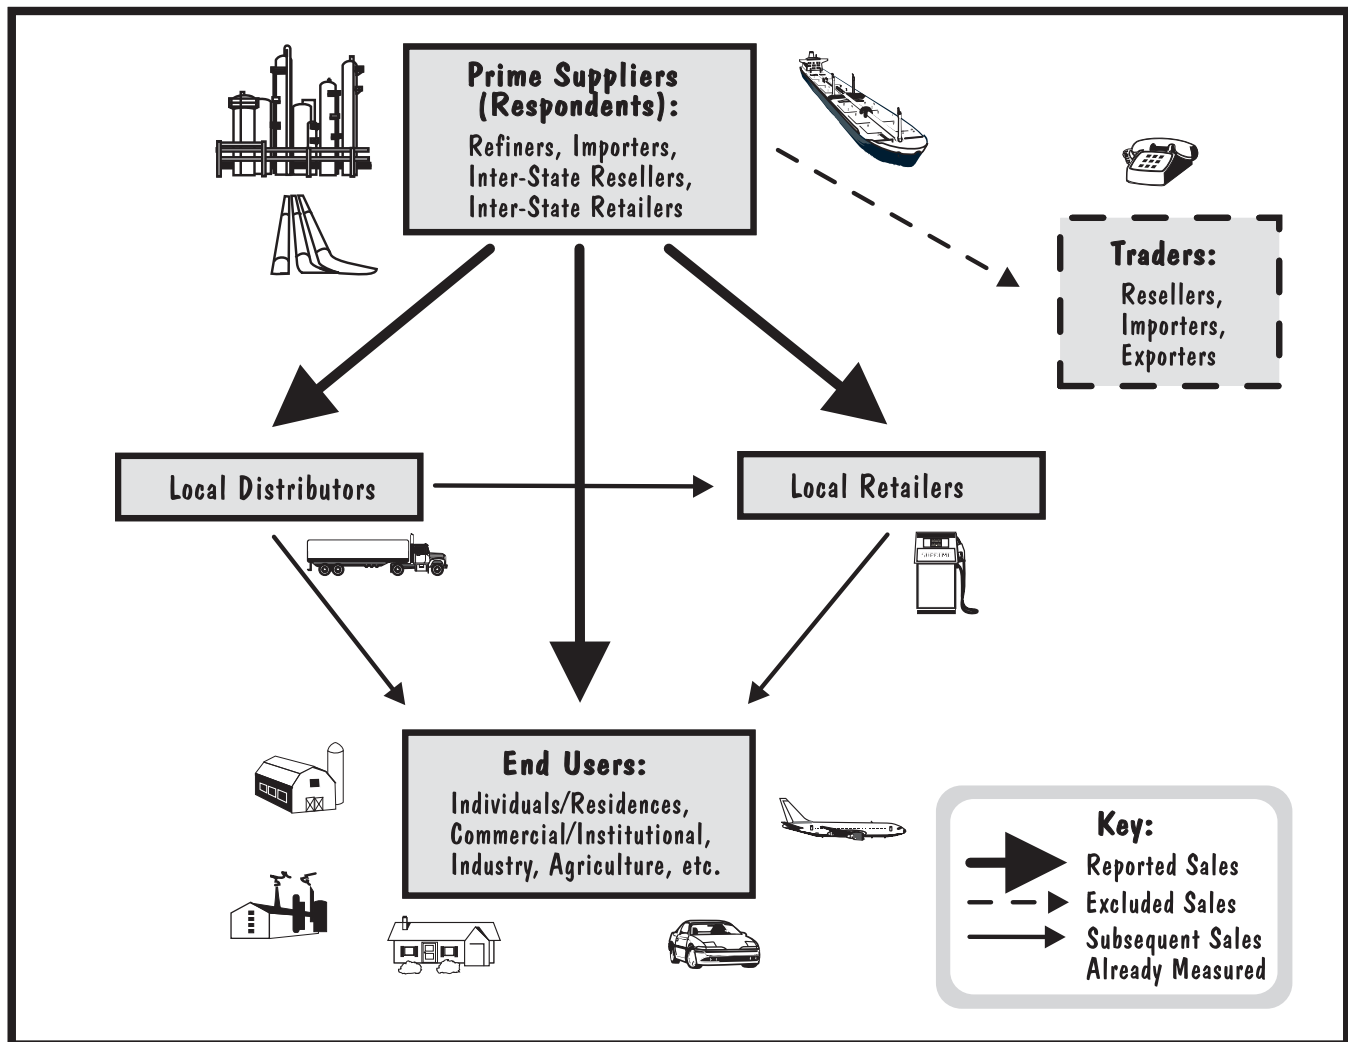 Prime Suppliers
(Respondents):
Refiners, Importers,
Inter-State Resellers,
Inter-State Retailers
Traders:
Resellers,
Importers,
Exporters
Local Distributors
Local Retailers
End Users:
Individuals/Residences,
Commercial/Institutional,
Industry, Agriculture, etc.
Key:
Reported Sales
Excluded Sales
Subsequent Sales
Already Measured